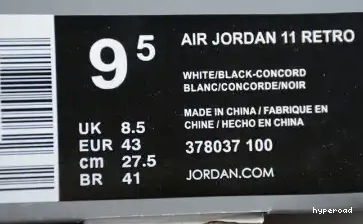 9 5
AIR JORDAN 11 RETRO
WHITE/BLACK-CONCORD
BLANC/CONCORDE/NOIR
MADE IN CHINA / FABRIQUE EN
CHINE / HECHO EN CHINA
UK 8.5
EUR 43
cm 27.5
BR 41
378037 100
JORDAN.COM
hyperoad